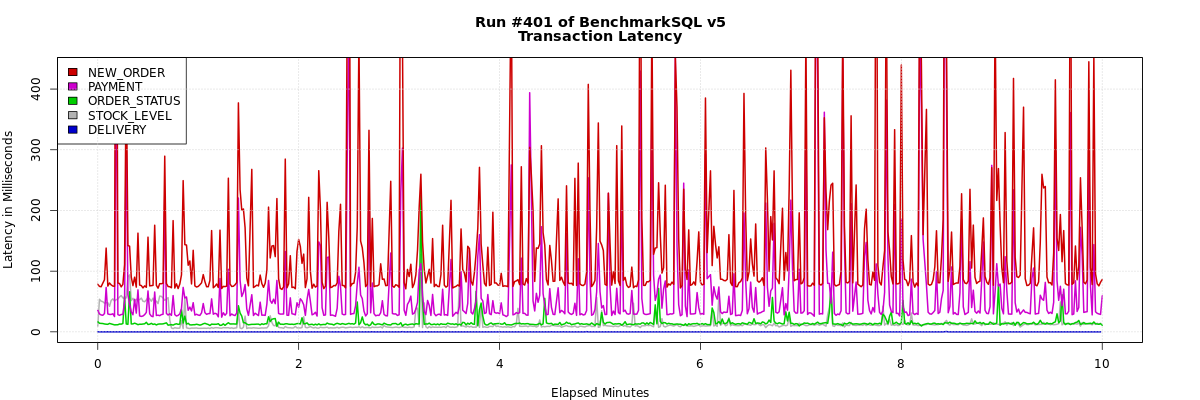 Run #401 of BenchmarkSQL v5
Transaction Latency
NEW_ORDER
PAYMENT
ORDER_STATUS
STOCK_LEVEL
DELIVERY
Latency in Milliseconds
400
300
200
100
0
0 2 4 6 8 10
Elapsed Minutes